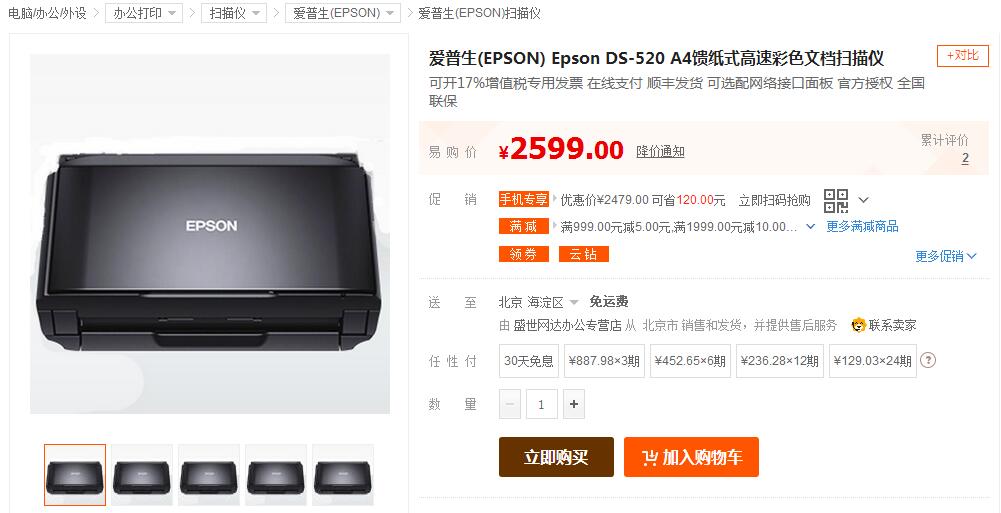 电脑/办公/外设 > 办公打印 > 扫描仪 > 爱普生(EPSON) > 爱普生(EPSON)扫描仪
EPSON
爱普生(EPSON) Epson DS-520 A4馈纸式高速彩色文档扫描仪
+对比
可开17%增值税专用发票 在线支付 顺丰发货 可选配网络接口面板 官方授权 全国
联保
易购价 ¥2599.00 降价通知
累计评价
2
促销 手机专享 优惠价¥2479.00 可省120.00元 立即扫码抢购
满减 满999.00元减5.00元,满1999.00元减10.00... 更多满减商品
领券 云钻 更多促销
送至 北京 海淀区 免运费
由 盛世网达办公专营店 从 北京市 销售和发货，并提供售后服务 联系卖家
任性付 30天免息 ¥887.98×3期 ¥452.65×6期 ¥236.28×12期 ¥129.03×24期 ?
数量 − 1 +
立即购买 加入购物车